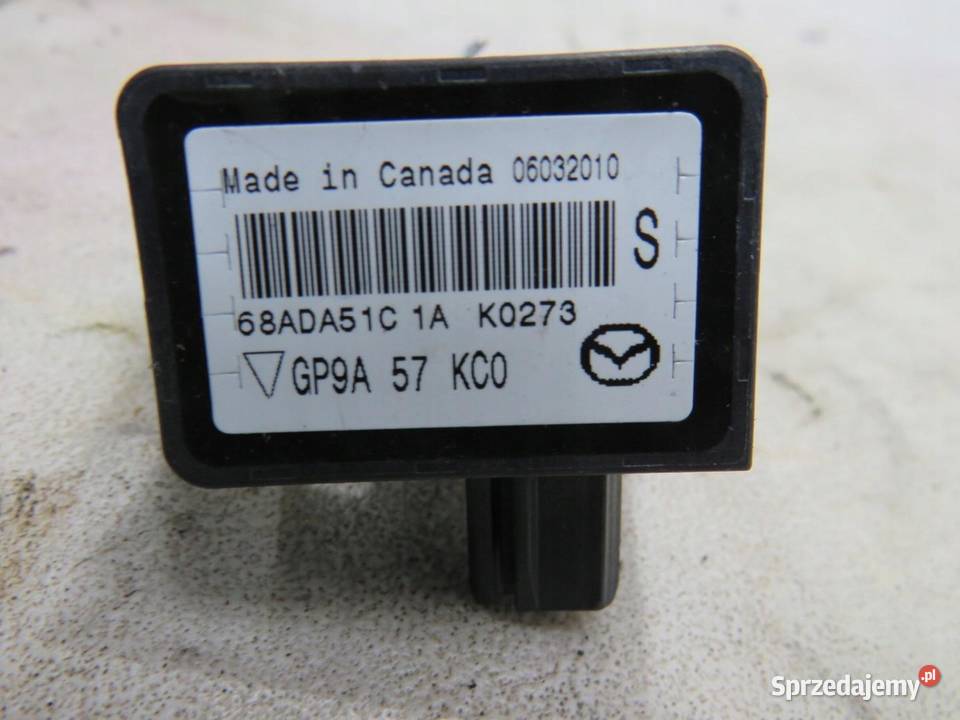 Made in Canada 06032010
S
68ADA51C 1A K0273
GP9A 57 KC0
Sprzedajemy.pl